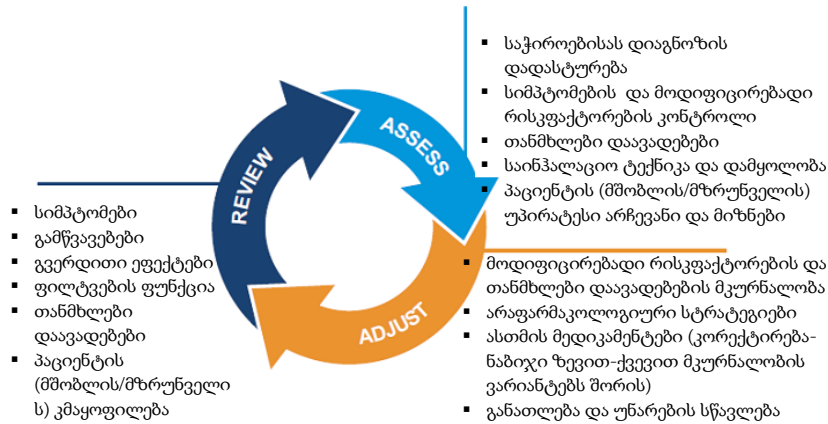 ASSESS
▪ საჭიროებისას დიაგნოზის
დადასტურება
▪ სიმპტომების და მოდიფიცირებადი
რისკფაქტორების კონტროლი
▪ თანმხლები დაავადებები
▪ საინჰალაციო ტექნიკა და დამყოლობა
▪ პაციენტის (მშობლის/მზრუნველის)
უპირატესი არჩევანი და მიზნები
ADJUST
▪ მოდიფიცირებადი რისკფაქტორების და
თანმხლები დაავადებების მკურნალობა
▪ არაფარმაკოლოგიური სტრატეგიები
▪ ასთმის მედიკამენტები (კორექტირება-
ნაბიჯი ზევით-ქვევით მკურნალობის
ვარიანტებს შორის)
▪ განათლება და უნარების სწავლება
REVIEW
▪ სიმპტომები
▪ გამწვავებები
▪ გვერდითი ეფექტები
▪ ფილტვების ფუნქცია
▪ თანმხლები
დაავადებები
▪ პაციენტის
(მშობლის/მზრუნველი
ს) კმაყოფილება